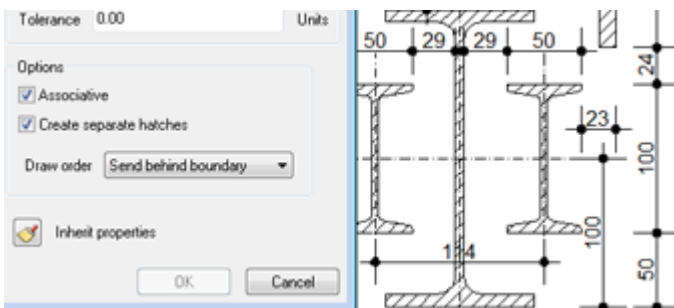 Tolerance 0.00 Units
Options
Associative
Create separate hatches
Draw order Send behind boundary
Inherit properties
OK Cancel
50 29 29 50
24
23
100
100
114
50